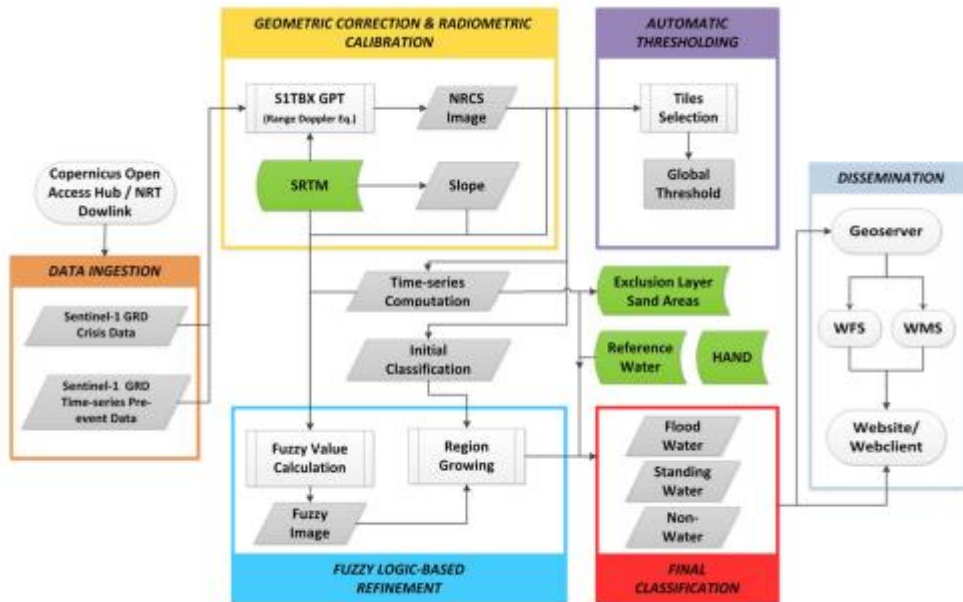 GEOMETRIC CORRECTION & RADIOMETRIC
CALIBRATION
S1TBX GPT
(Range Doppler Eq.)
NRCS
Image
SRTM
Slope
AUTOMATIC
THRESHOLDING
Tiles
Selection
Global
Threshold
Copernicus Open
Access Hub / NRT
Dowlink
DATA INGESTION
Sentinel-1 GRD
Crisis Data
Sentinel-1 GRD
Time-series Pre-
event Data
Time-series
Computation
Initial
Classification
Exclusion Layer
Sand Areas
Reference
Water
HAND
Fuzzy Value
Calculation
Fuzzy
Image
Region
Growing
FUZZY LOGIC-BASED
REFINEMENT
Flood
Water
Standing
Water
Non-
Water
FINAL
CLASSIFICATION
DISSEMINATION
Geoserver
WFS
WMS
Website/
Webclient